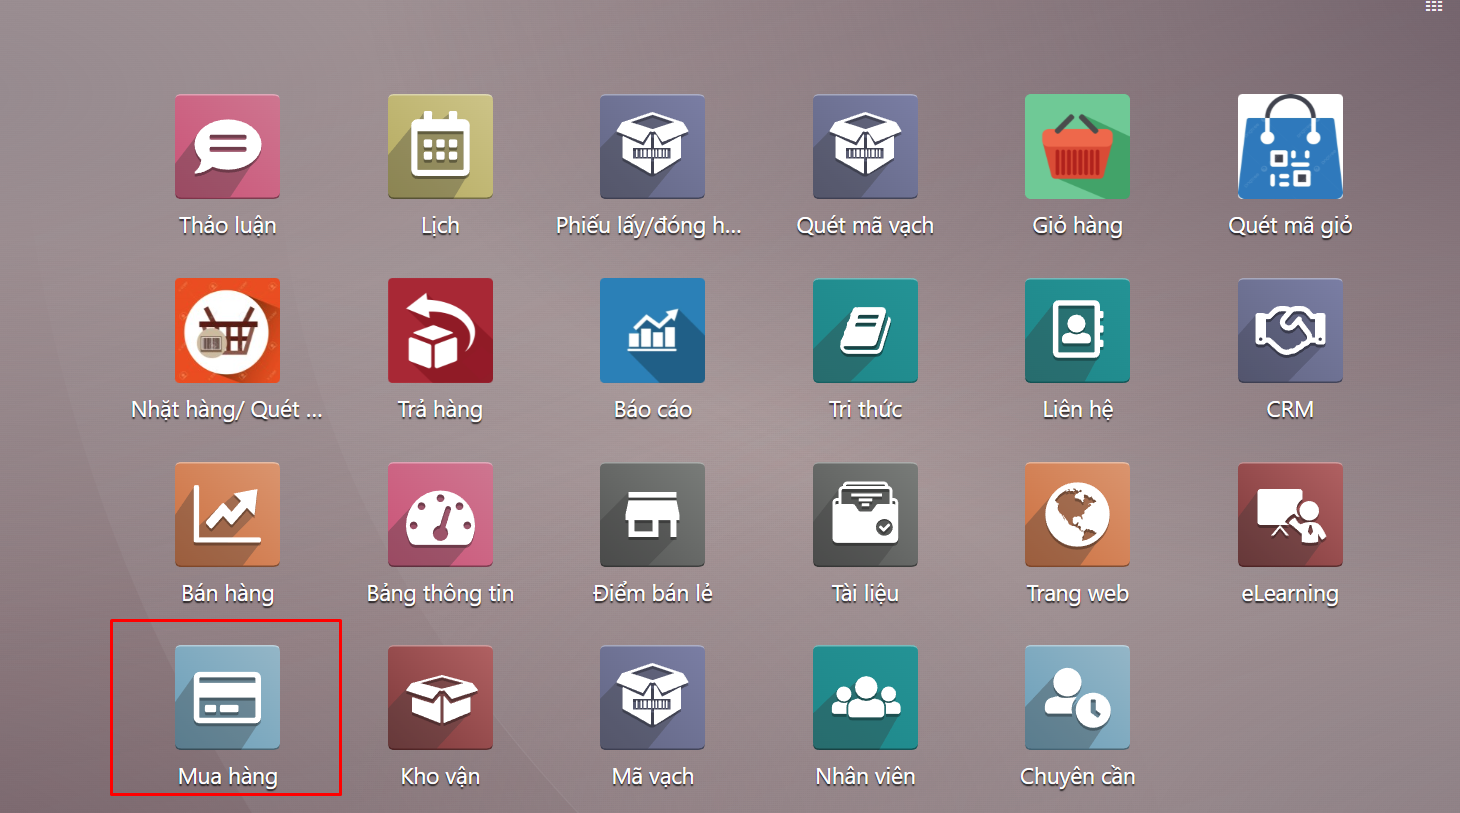 Thảo luận
Lịch
Phiếu lấy/đóng h...
Quét mã vạch
Giỏ hàng
Quét mã giỏ
Nhặt hàng/ Quét ...
Trả hàng
Báo cáo
Tri thức
Liên hệ
CRM
Bán hàng
Bảng thông tin
Điểm bán lẻ
Tài liệu
Trang web
eLearning
Mua hàng
Kho vận
Mã vạch
Nhân viên
Chuyên cần